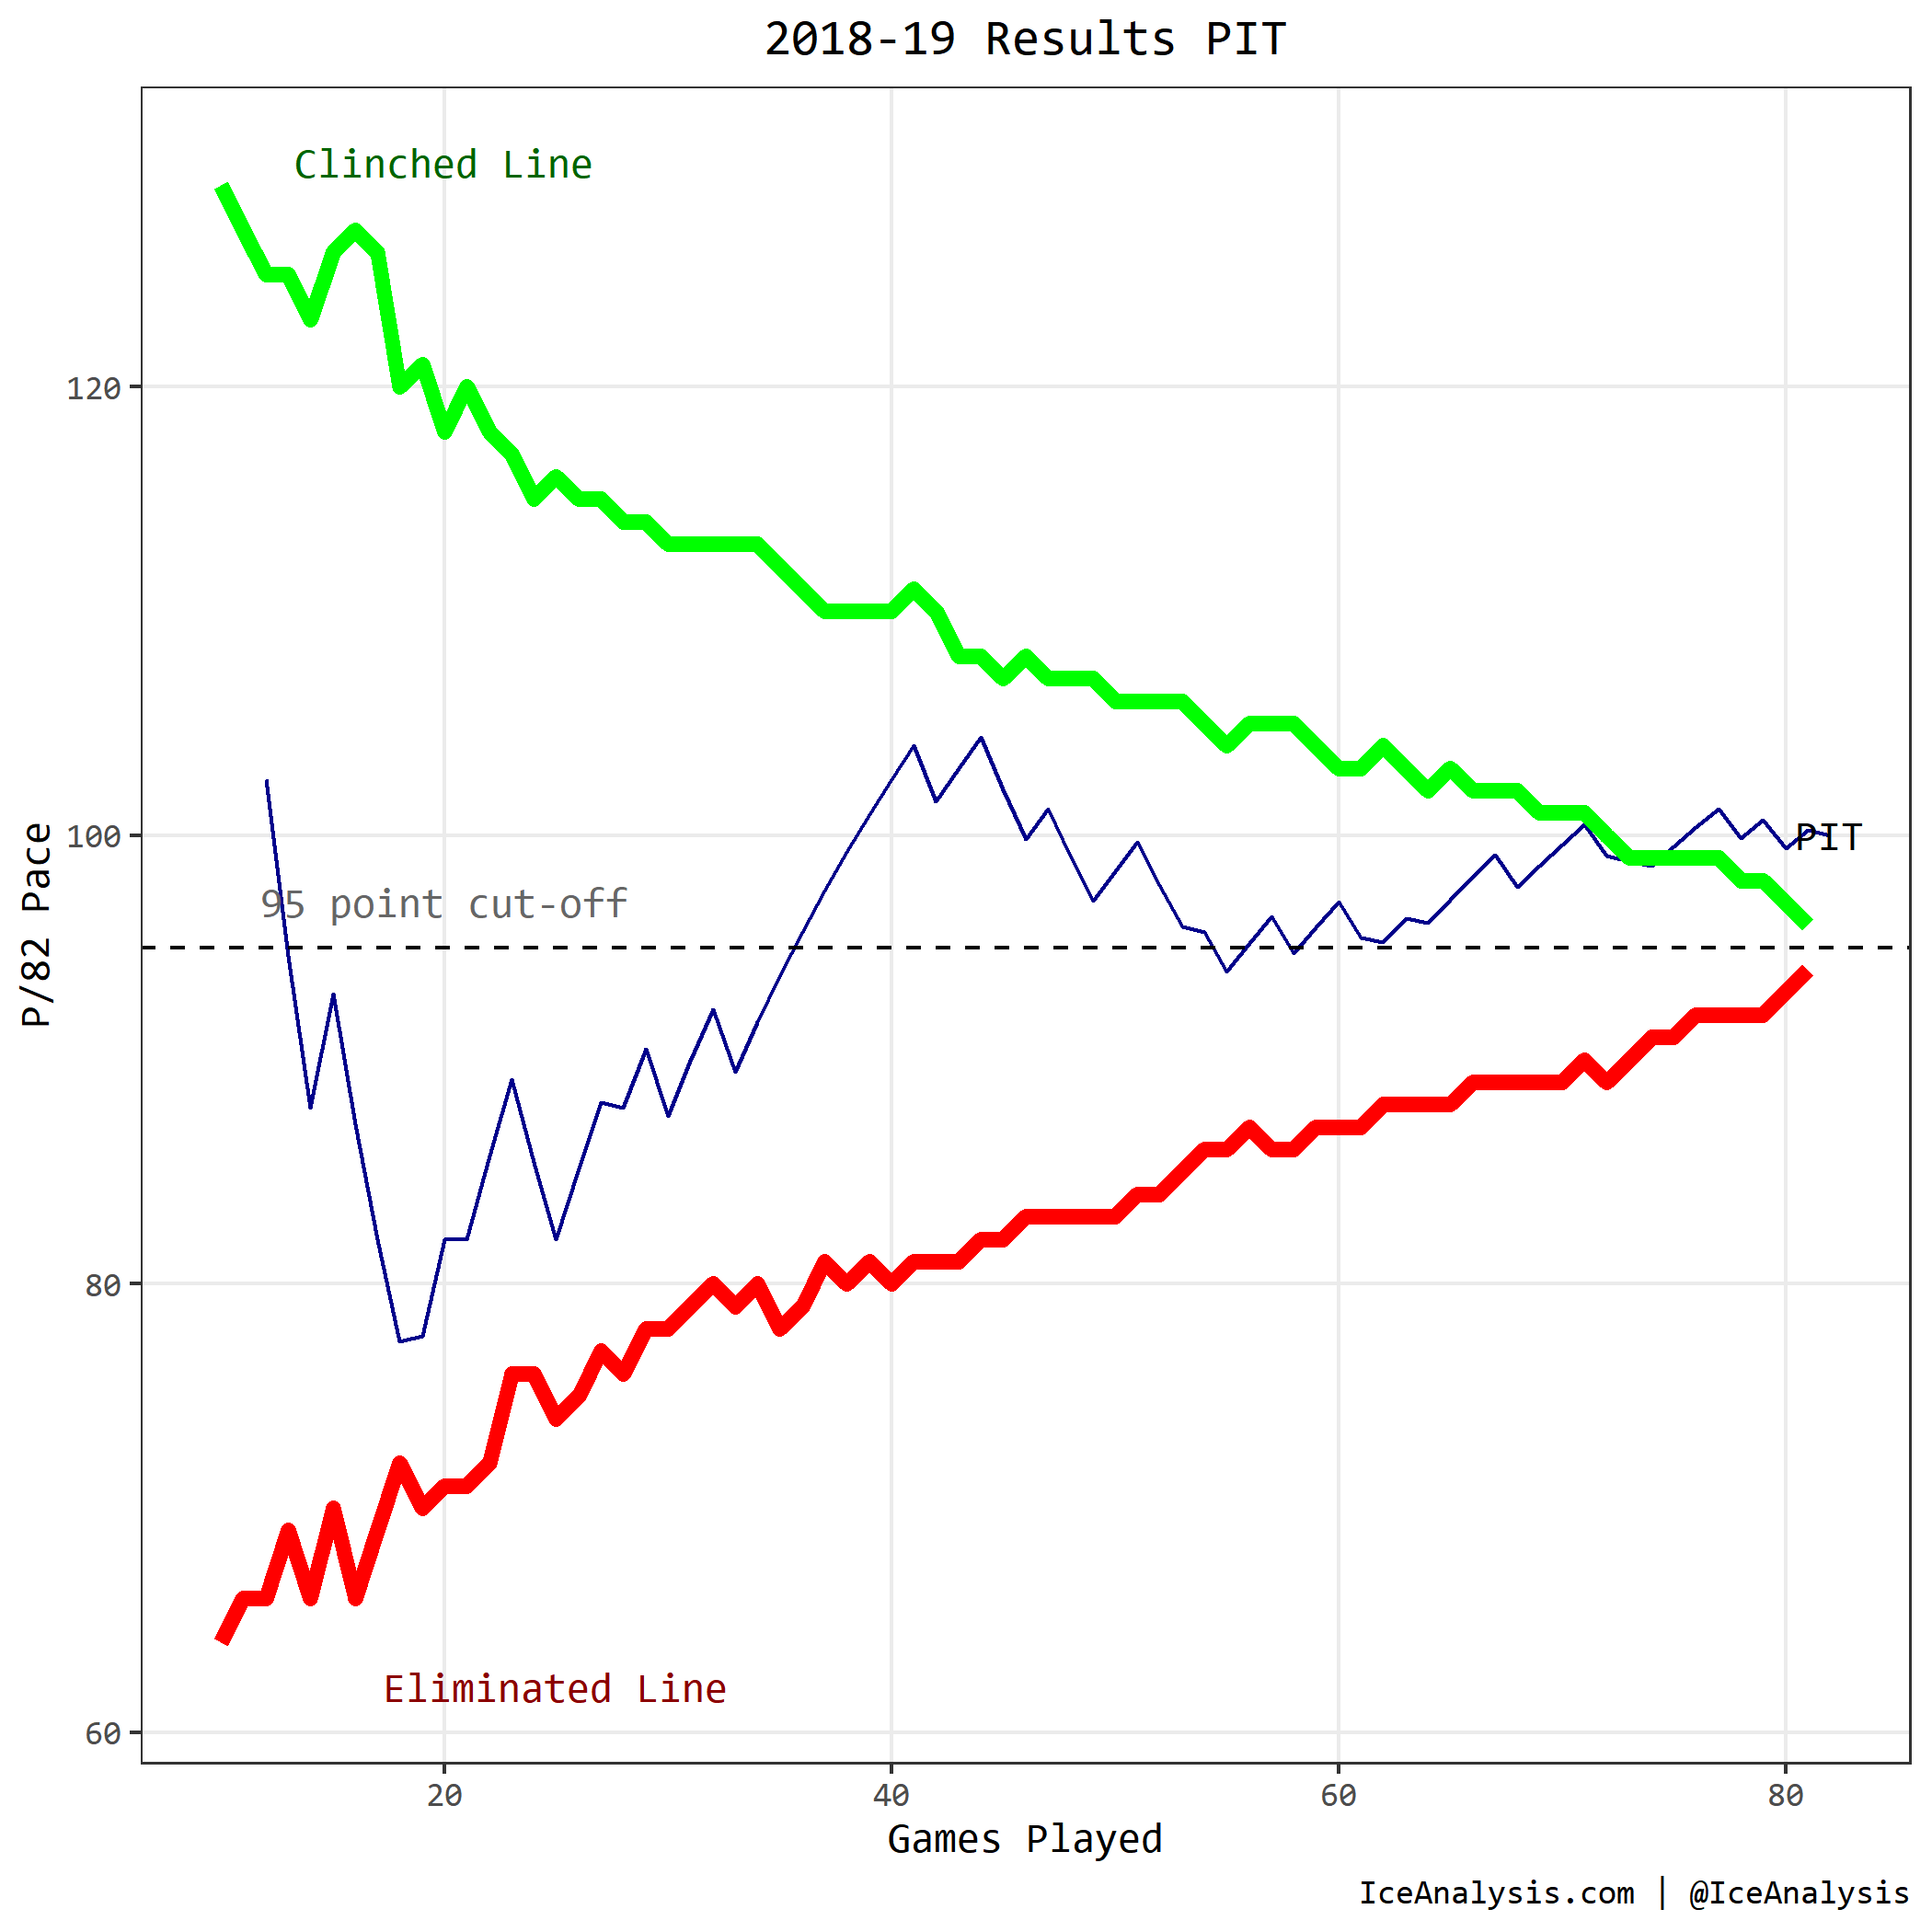 2018-19 Results PIT
Clinched Line
120
100
PIT
95 point cut-off
P/82 Pace
80
Eliminated Line
60
20
40
60
80
Games Played
IceAnalysis.com | @IceAnalysis